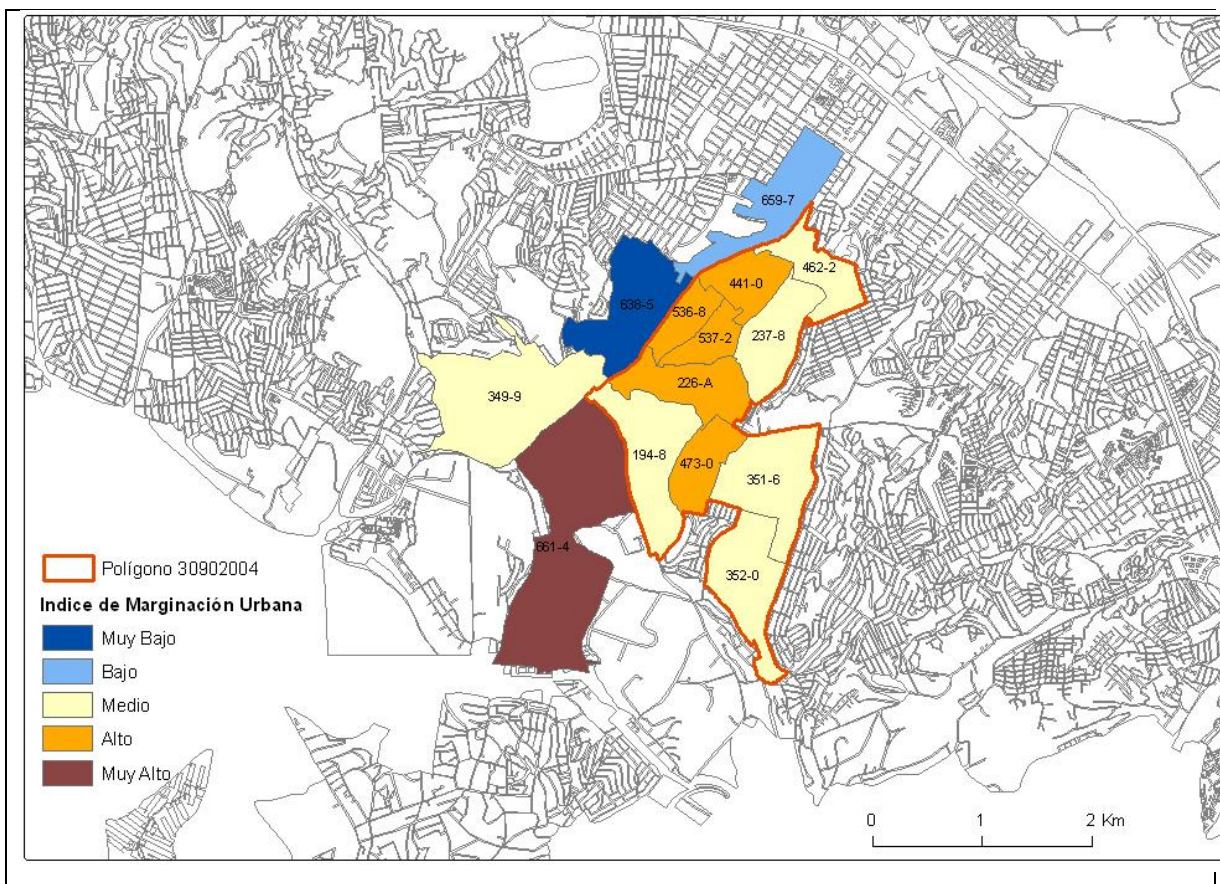 659-7
462-2
441-0
638-5
536-8
537-2
237-8
226-A
349-9
194-8
473-0
351-6
661-4
352-0
Polígono 30902004
Indice de Marginación Urbana
Muy Bajo
Bajo
Medio
Alto
Muy Alto
0 1 2 Km